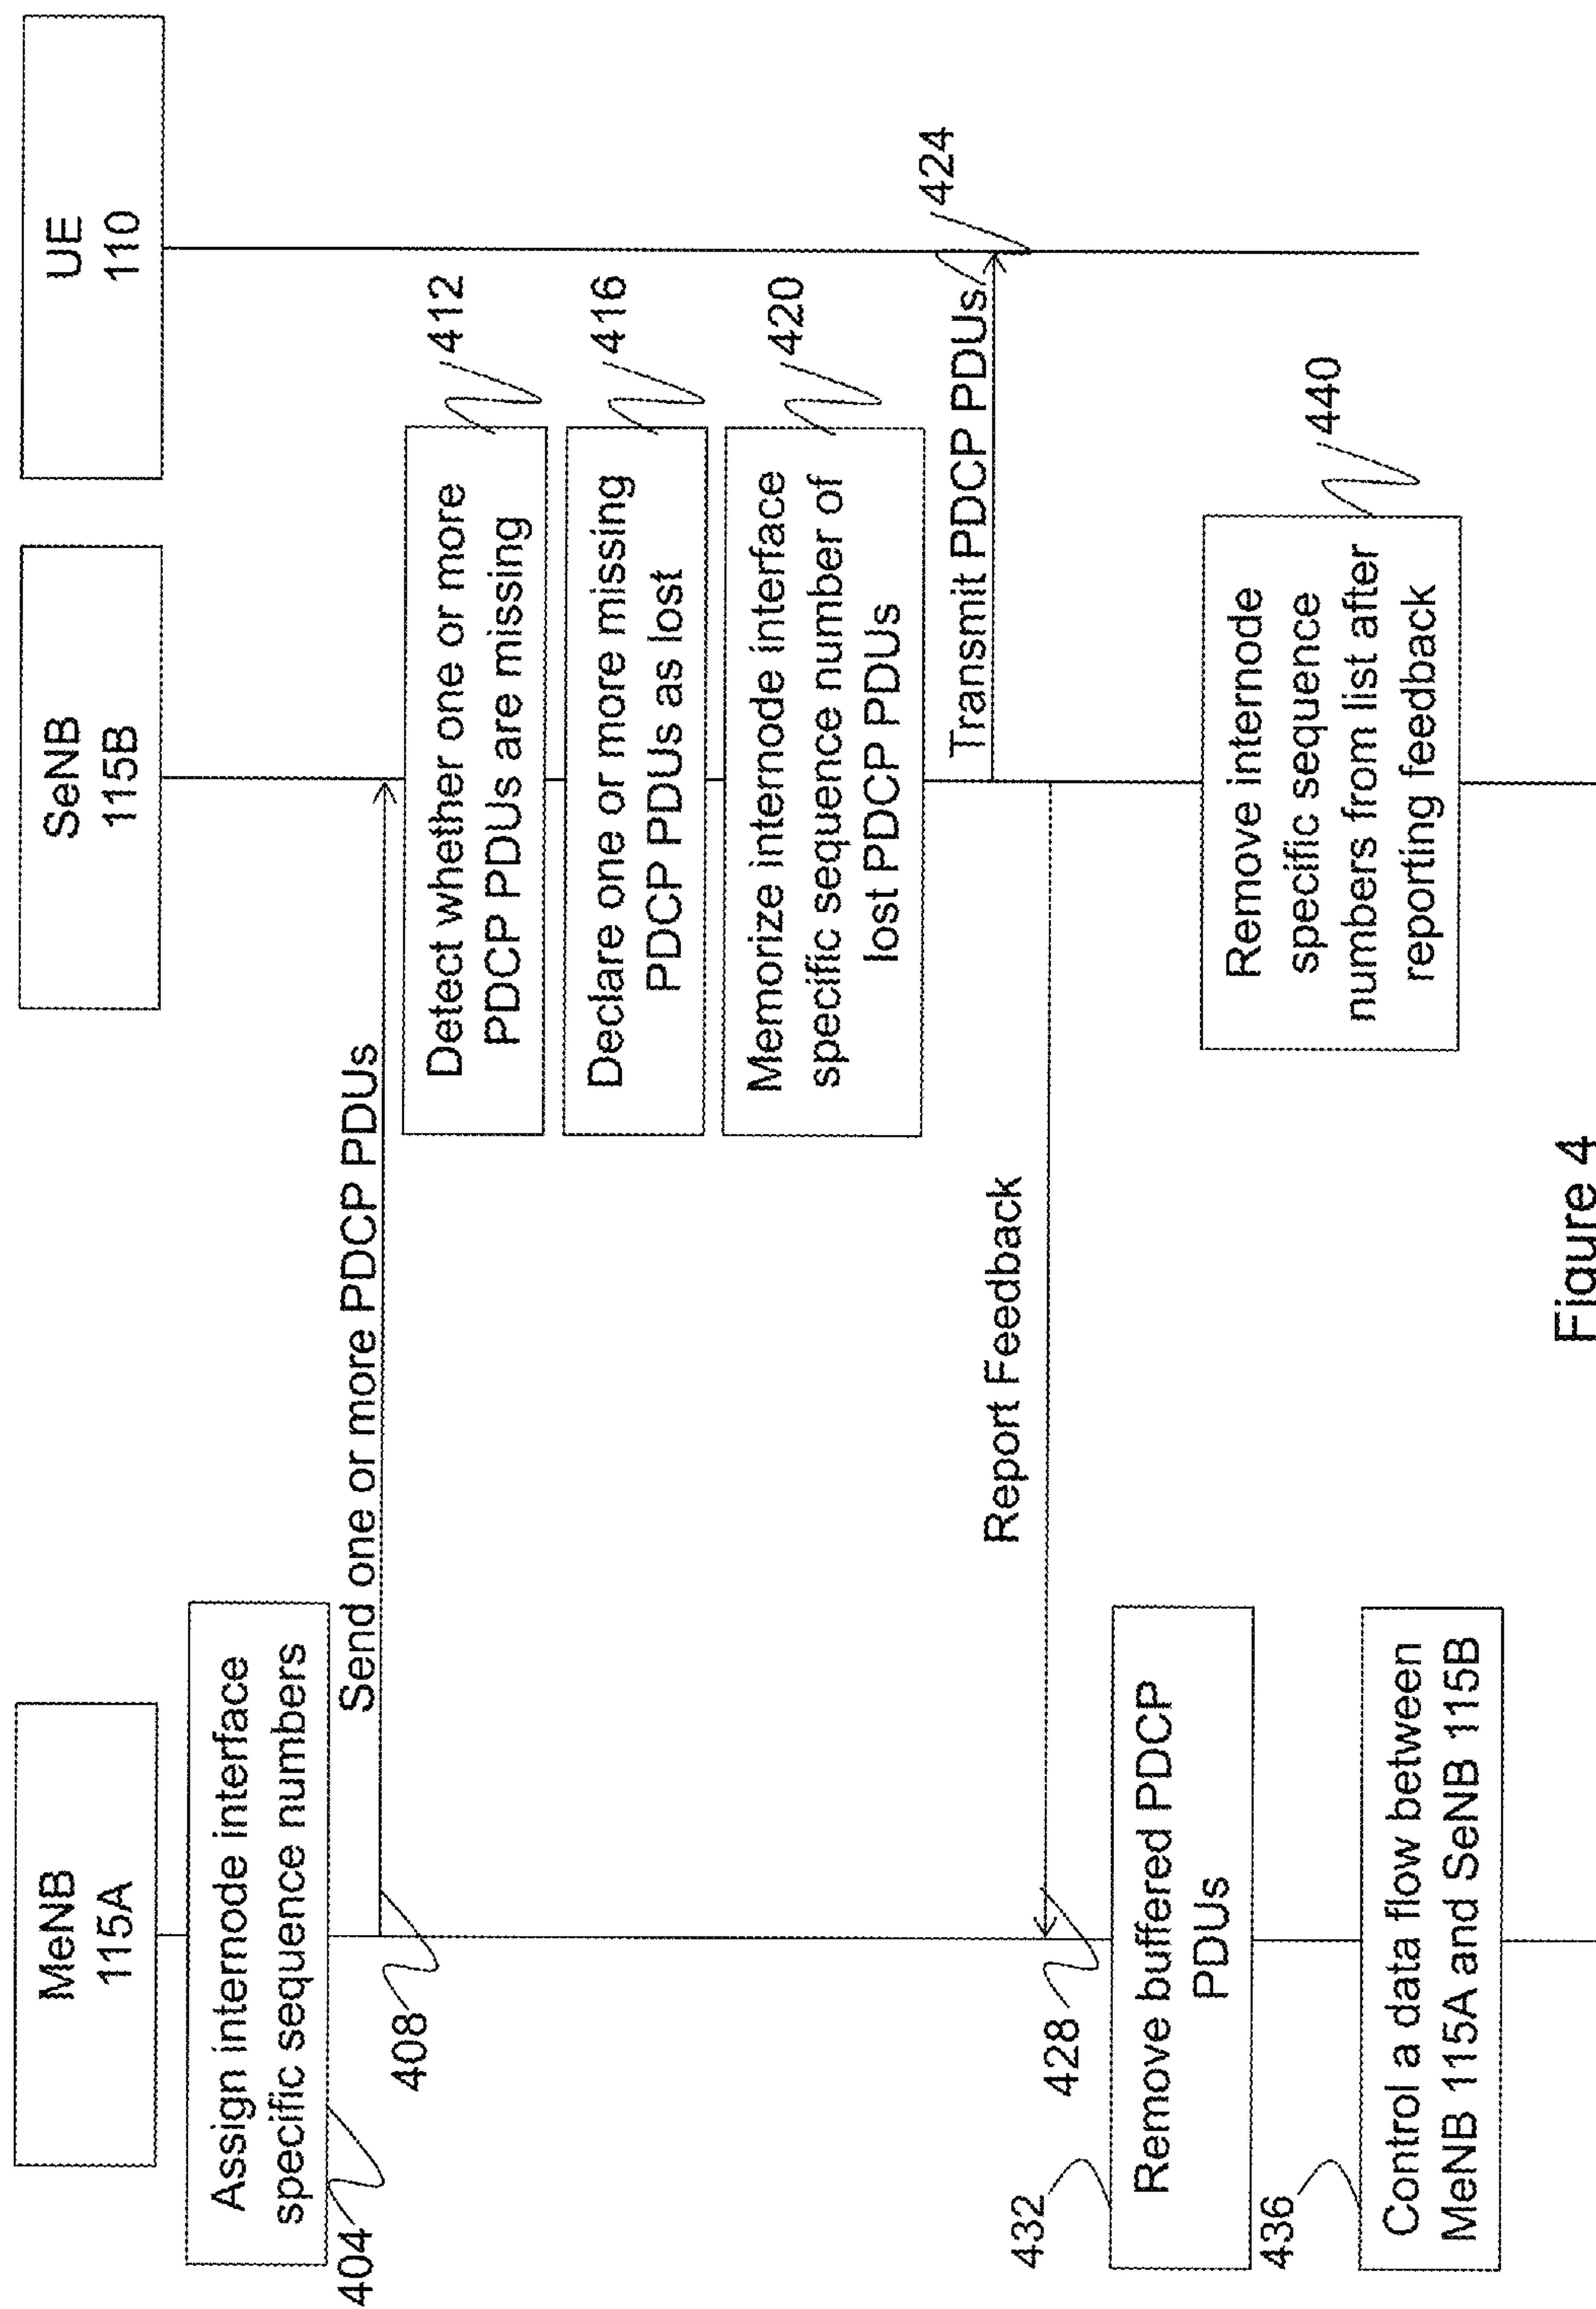 MeNB
115A
SeNB
115B
UE
110
Assign internode interface
specific sequence numbers
404
Send one or more PDCP PDUs
408
Detect whether one or more
PDCP PDUs are missing
412
Declare one or more missing
PDCP PDUs as lost
416
Memorize internode interface
specific sequence number of
lost PDCP PDUs
420
Transmit PDCP PDUs
424
Report Feedback
428
Remove buffered PDCP
PDUs
432
Control a data flow between
MeNB 115A and SeNB 115B
436
Remove internode
specific sequence
numbers from list after
reporting feedback
440
Figure 4